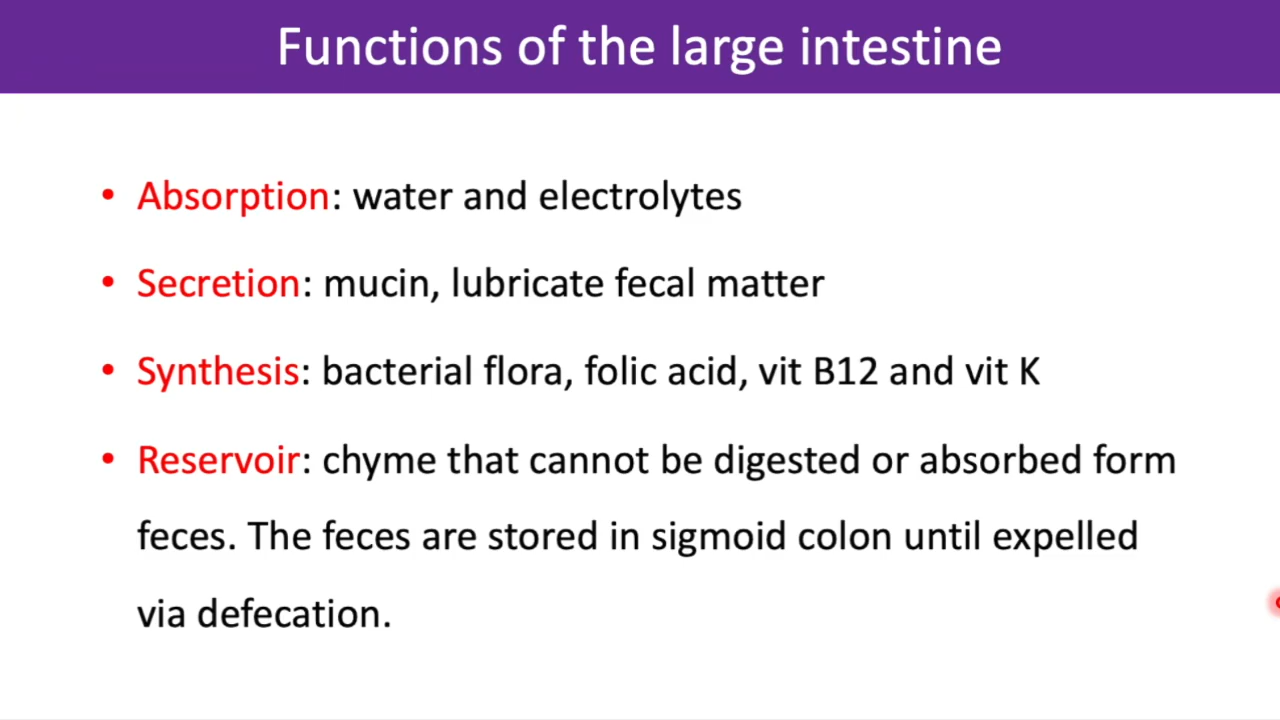 Functions of the large intestine
• Absorption: water and electrolytes
• Secretion: mucin, lubricate fecal matter
• Synthesis: bacterial flora, folic acid, vit B12 and vit K
• Reservoir: chyme that cannot be digested or absorbed form
feces. The feces are stored in sigmoid colon until expelled
via defecation.